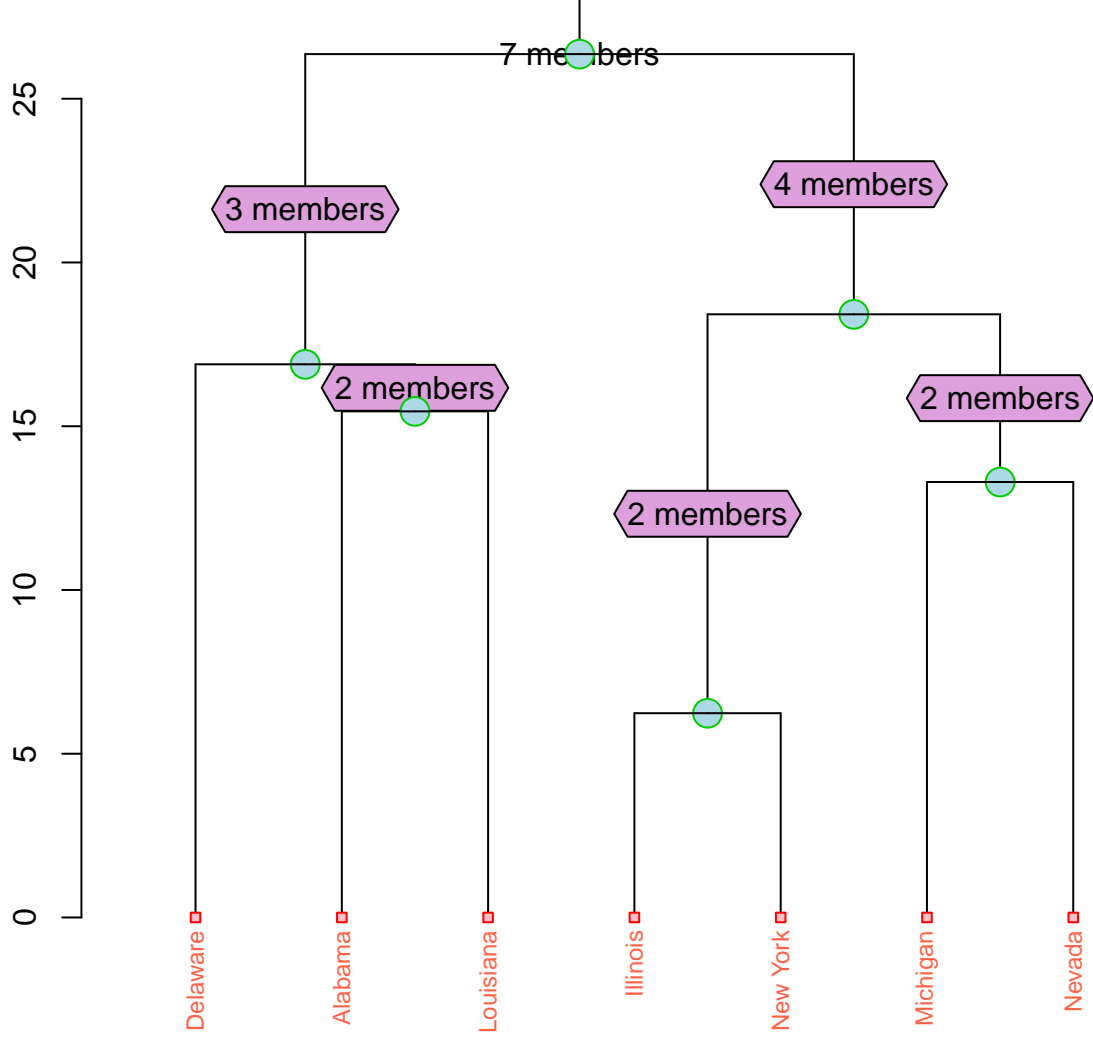 7 members
25
4 members
3 members
20
2 members
2 members
15
2 members
10
5
0
Delaware
Alabama
Louisiana
Illinois
New York
Michigan
Nevada